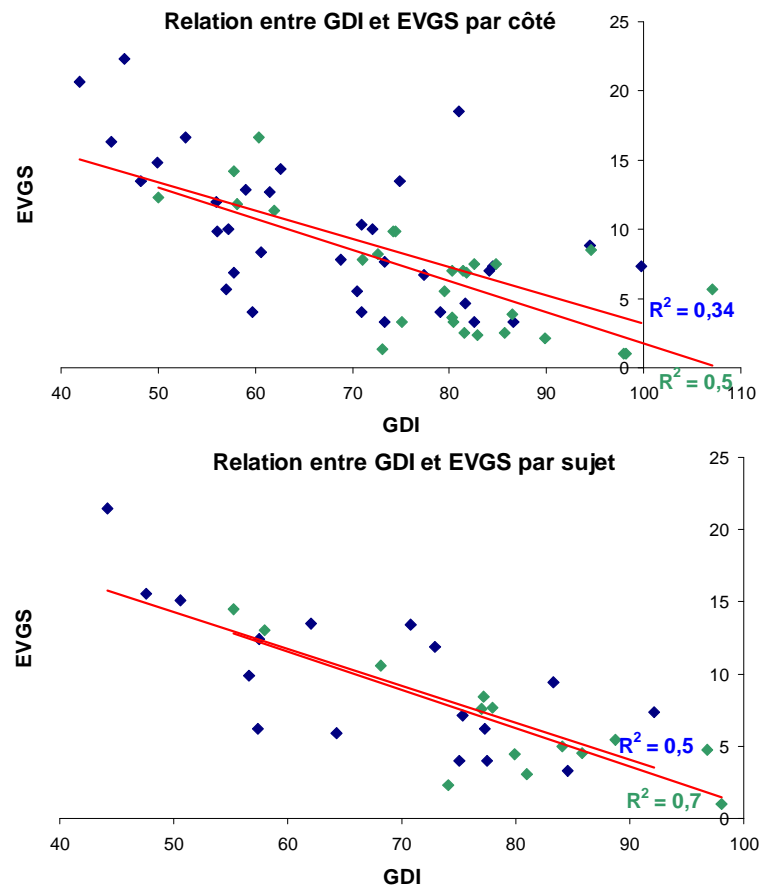 Relation entre GDI et EVGS par côté
25
20
15
10
5
0
EVGS
R² = 0,34
R² = 0,5
40 50 60 70 80 90 100 110
GDI
Relation entre GDI et EVGS par sujet
25
20
15
10
5
0
EVGS
R² = 0,5
R² = 0,7
40 50 60 70 80 90 100
GDI